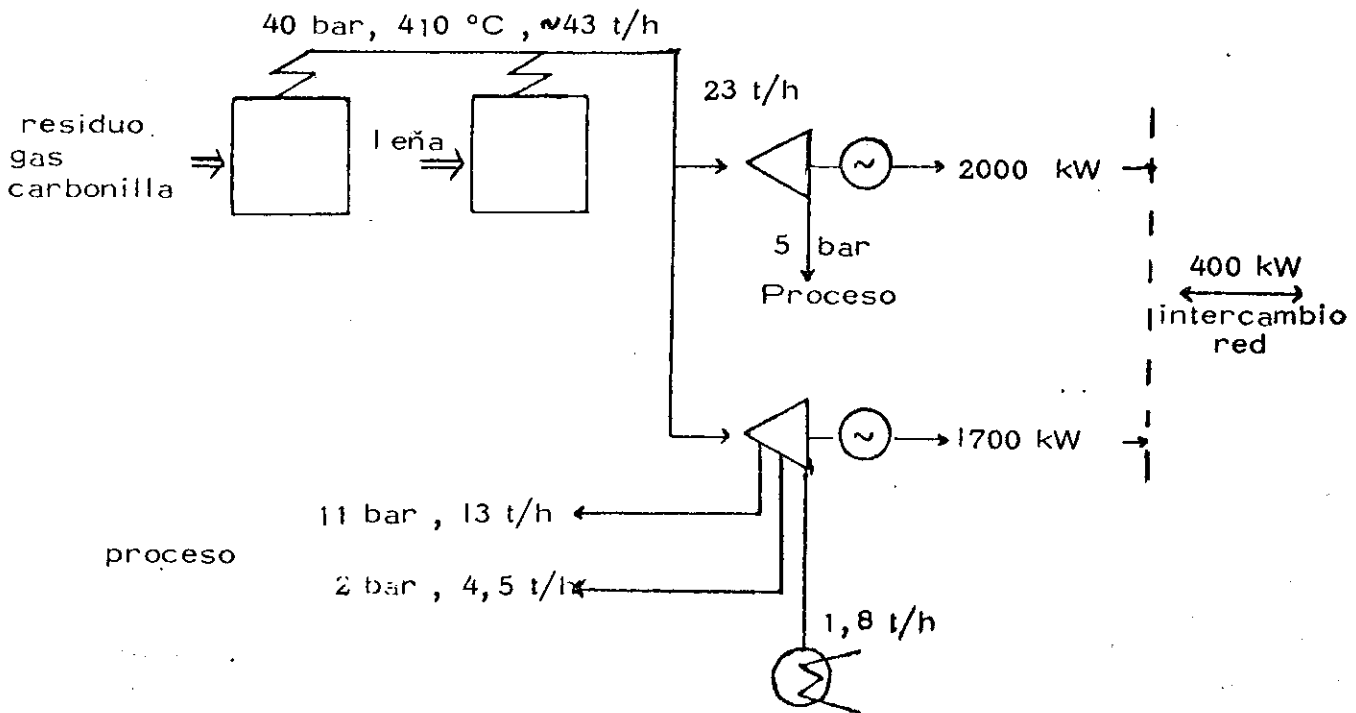 40 bar, 410 °C, ~43 t/h
residuo.
gas
carbonilla
leña
23 t/h
~
2000 kW
5 bar
Proceso
400 kW
intercambio
red
~
1700 kW
11 bar, 13 t/h
proceso
2 bar, 4,5 t/h
1,8 t/h